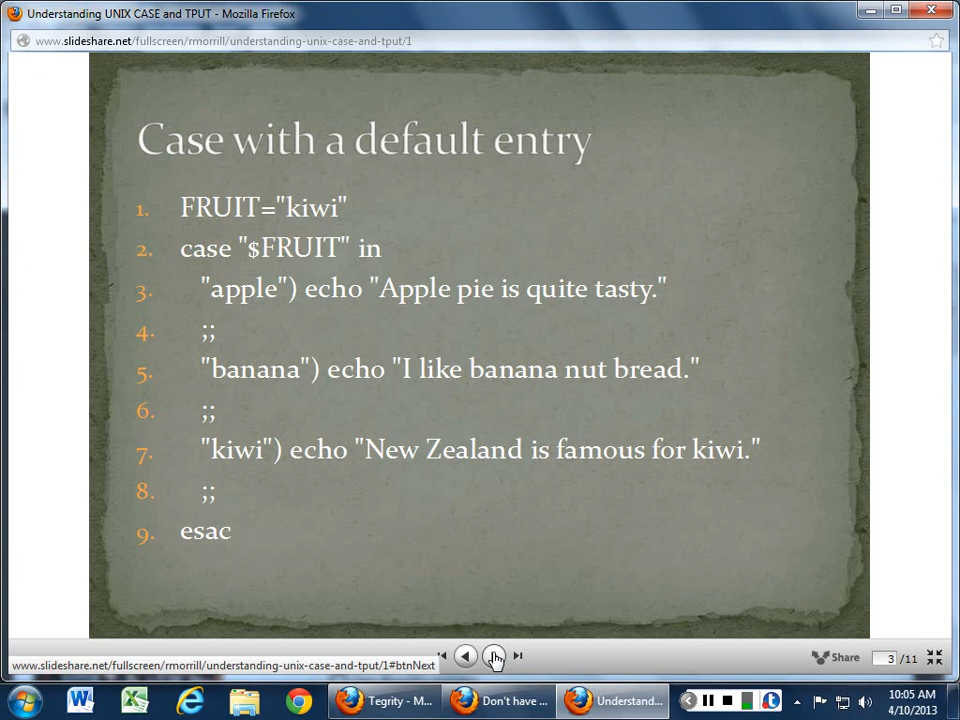 Understanding UNIX CASE and TPUT - Mozilla Firefox
www.slideshare.net/fullscreen/rmorrill/understanding-unix-case-and-tput/1
Case with a default entry
1. FRUIT="kiwi"
2. case "$FRUIT" in
3. "apple") echo "Apple pie is quite tasty."
4. ;;
5. "banana") echo "I like banana nut bread."
6. ;;
7. "kiwi") echo "New Zealand is famous for kiwi."
8. ;;
9. esac
Share 3 /11
www.slideshare.net/fullscreen/rmorrill/understanding-unix-case-and-tput/1#btnNext
Tegrity - M... Don't have ... Understand...
10:05 AM
4/10/2013